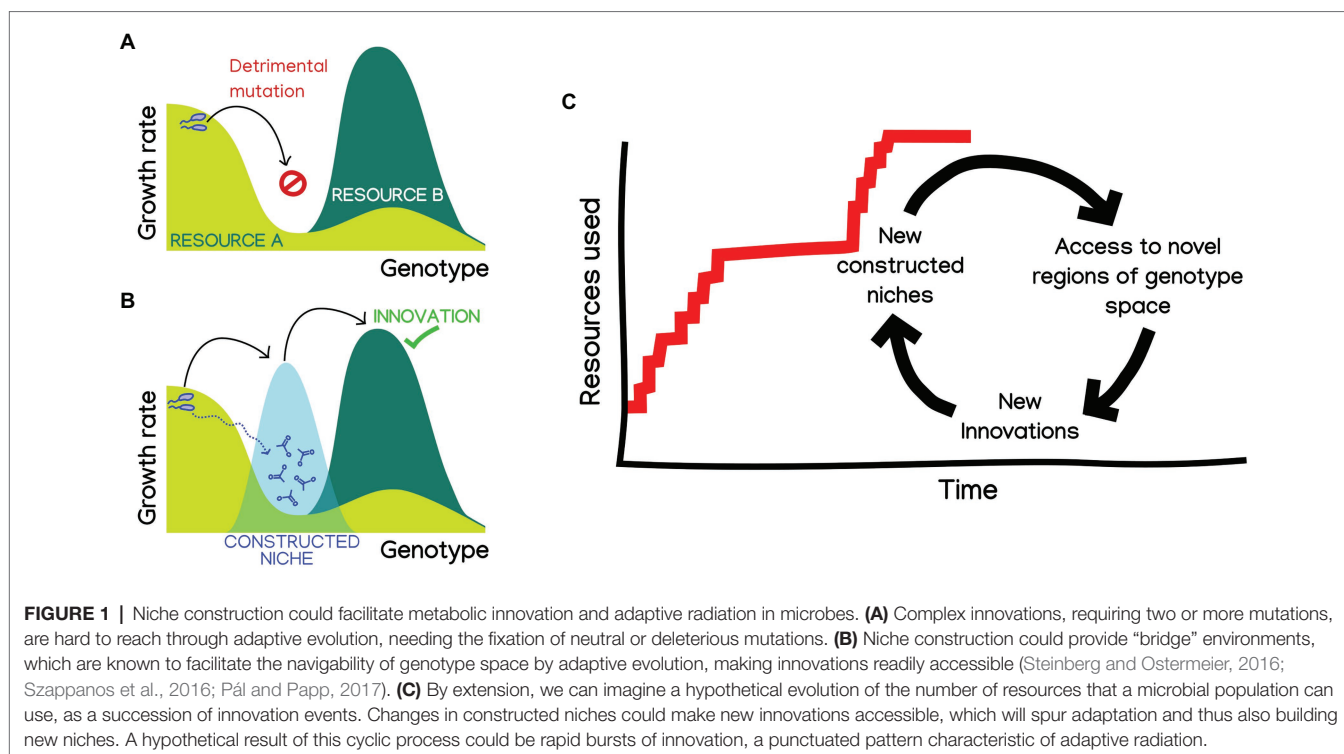 A
Detrimental
mutation
Growth rate
RESOURCE B
RESOURCE A
Genotype
B
INNOVATION
Growth rate
CONSTRUCTED
NICHE
Genotype
C
Resources used
New
constructed
niches
Access to novel
regions of genotype
space
New
Innovations
Time
FIGURE 1 | Niche construction could facilitate metabolic innovation and adaptive radiation in microbes. (A) Complex innovations, requiring two or more mutations,
are hard to reach through adaptive evolution, needing the fixation of neutral or deleterious mutations. (B) Niche construction could provide “bridge” environments,
which are known to facilitate the navigability of genotype space by adaptive evolution, making innovations readily accessible (Steinberg and Ostermeier, 2016;
Szappanos et al., 2016; Pál and Papp, 2017). (C) By extension, we can imagine a hypothetical evolution of the number of resources that a microbial population can
use, as a succession of innovation events. Changes in constructed niches could make new innovations accessible, which will spur adaptation and thus also building
new niches. A hypothetical result of this cyclic process could be rapid bursts of innovation, a punctuated pattern characteristic of adaptive radiation.